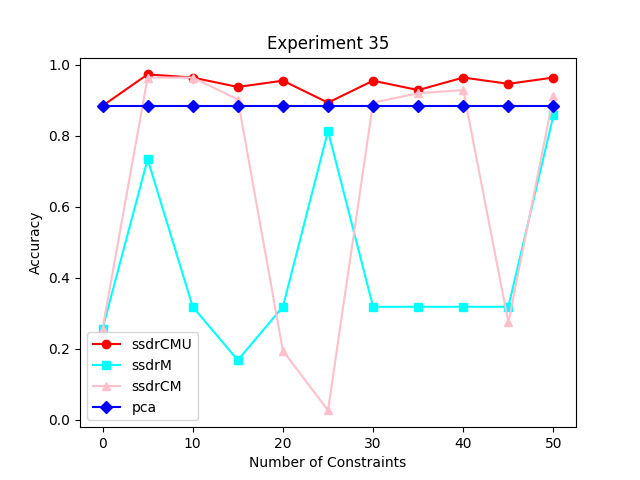 Experiment 35
Accuracy
1.0
0.8
0.6
0.4
0.2
0.0
ssdrCMU
ssdrM
ssdrCM
pca
0 10 20 30 40 50
Number of Constraints